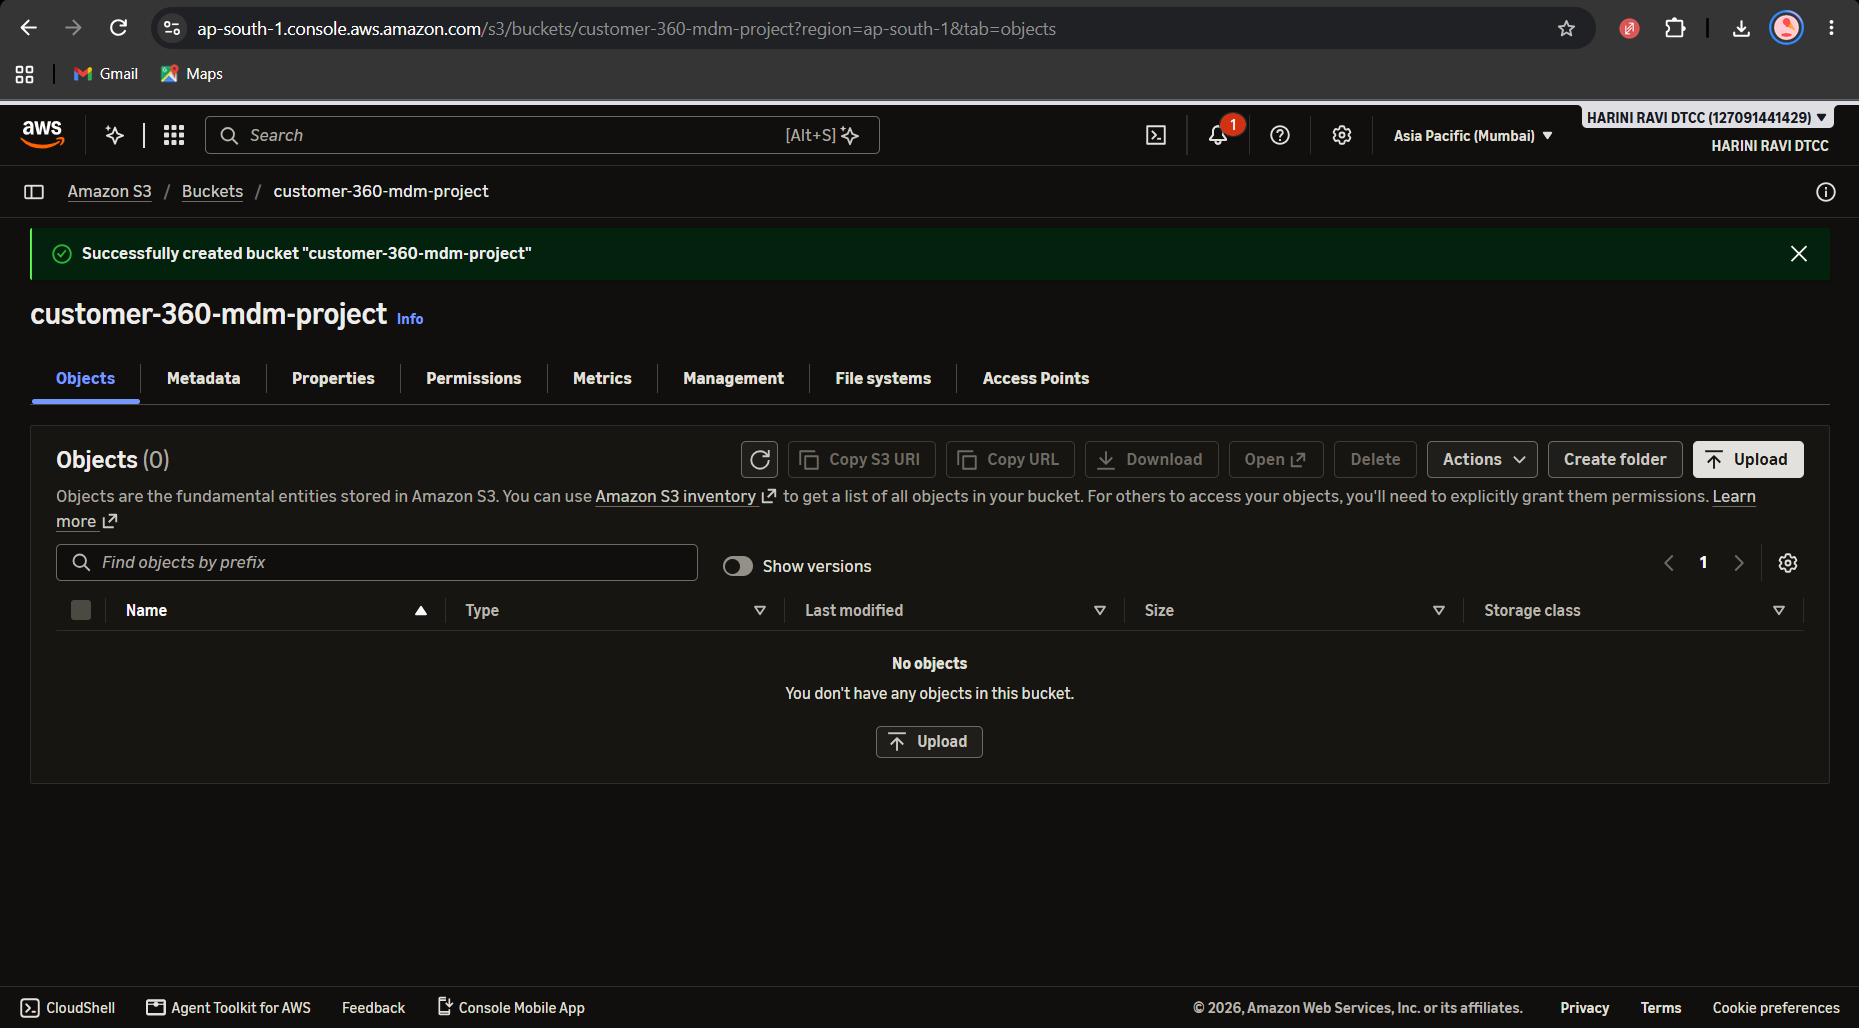 ap-south-1.console.aws.amazon.com/s3/buckets/customer-360-mdm-project?region=ap-south-1&tab=objects
Gmail Maps
aws Search [Alt+S] 1 Asia Pacific (Mumbai) HARINI RAVI DTCC (127091441429)
HARINI RAVI DTCC
Amazon S3 / Buckets / customer-360-mdm-project
Successfully created bucket "customer-360-mdm-project"
customer-360-mdm-project Info
Objects Metadata Properties Permissions Metrics Management File systems Access Points
Objects (0) Copy S3 URI Copy URL Download Open Delete Actions Create folder Upload
Objects are the fundamental entities stored in Amazon S3. You can use Amazon S3 inventory to get a list of all objects in your bucket. For others to access your objects, you'll need to explicitly grant them permissions. Learn
more
Find objects by prefix Show versions 1
Name Type Last modified Size Storage class
No objects
You don't have any objects in this bucket.
Upload
CloudShell Agent Toolkit for AWS Feedback Console Mobile App © 2026, Amazon Web Services, Inc. or its affiliates. Privacy Terms Cookie preferences